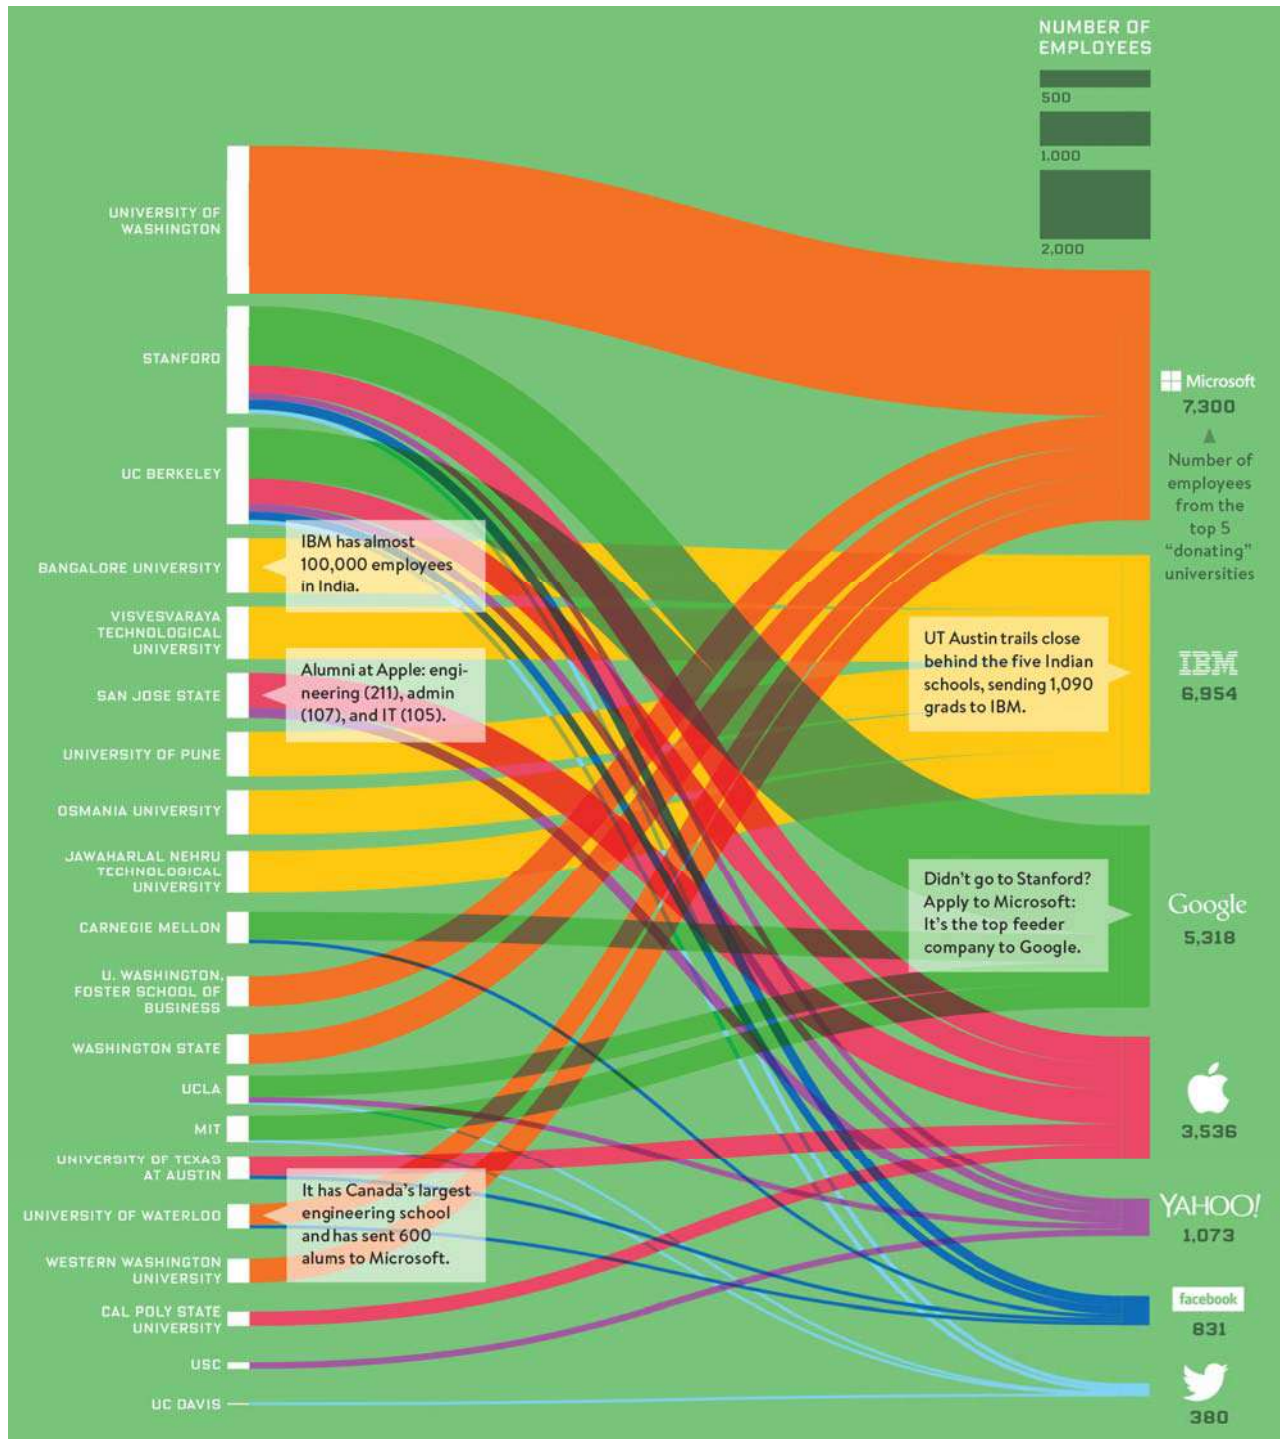 NUMBER OF
EMPLOYEES
500
1,000
2,000
UNIVERSITY OF
WASHINGTON
STANFORD
UC BERKELEY
BANGALORE UNIVERSITY
VISVESVARAYA
TECHNOLOGICAL
UNIVERSITY
SAN JOSE STATE
UNIVERSITY OF PUNE
OSMANIA UNIVERSITY
JAWAHARLAL NEHRU
TECHNOLOGICAL
UNIVERSITY
CARNEGIE MELLON
U. WASHINGTON,
FOSTER SCHOOL OF
BUSINESS
WASHINGTON STATE
UCLA
MIT
UNIVERSITY OF TEXAS
AT AUSTIN
UNIVERSITY OF WATERLOO
WESTERN WASHINGTON
UNIVERSITY
CAL POLY STATE
UNIVERSITY
USC
UC DAVIS
IBM has almost
100,000 employees
in India.
Alumni at Apple: engi-
neering (211), admin
(107), and IT (105).
It has Canada's largest
engineering school
and has sent 600
alums to Microsoft.
UT Austin trails close
behind the five Indian
schools, sending 1,090
grads to IBM.
Didn't go to Stanford?
Apply to Microsoft:
It's the top feeder
company to Google.
Microsoft
7,300
Number of
employees
from the
top 5
"donating"
universities
IBM
6,954
Google
5,318
3,536
YAHOO!
1,073
facebook
831
380